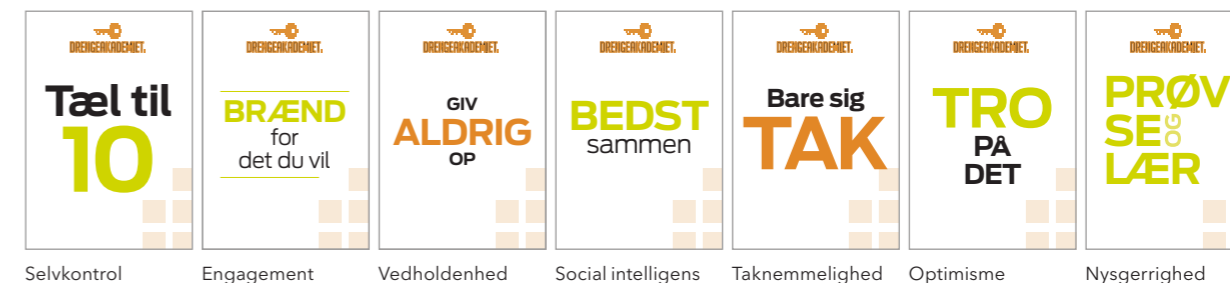 DRENGEAKADEMIET.
Tæl til
10
Selvkontrol
DRENGEAKADEMIET.
BRÆND
for
det du vil
Engagement
DRENGEAKADEMIET.
GIV
ALDRIG
OP
Vedholdenhed
DRENGEAKADEMIET.
BEDST
sammen
Social intelligens
DRENGEAKADEMIET.
Bare sig
TAK
Taknemmelighed
DRENGEAKADEMIET.
TRO
PÅ
DET
Optimisme
DRENGEAKADEMIET.
PRØV
SE OG
LÆR
Nysgerrighed